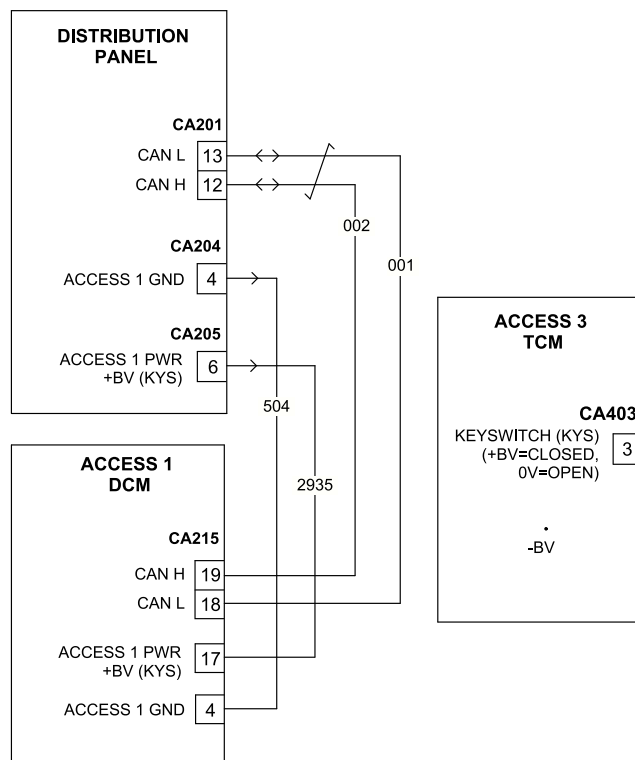 DISTRIBUTION
PANEL
CA201
CAN L 13
CAN H 12
002
CA204
001
ACCESS 1 GND 4
CA205
ACCESS 1 PWR
+BV (KYS) 6
504
ACCESS 1
DCM
2935
CA215
CAN H 19
CAN L 18
ACCESS 1 PWR
+BV (KYS) 17
ACCESS 1 GND 4
ACCESS 3
TCM
CA403
KEYSWITCH (KYS)
(+BV=CLOSED, 3
0V=OPEN)
-BV